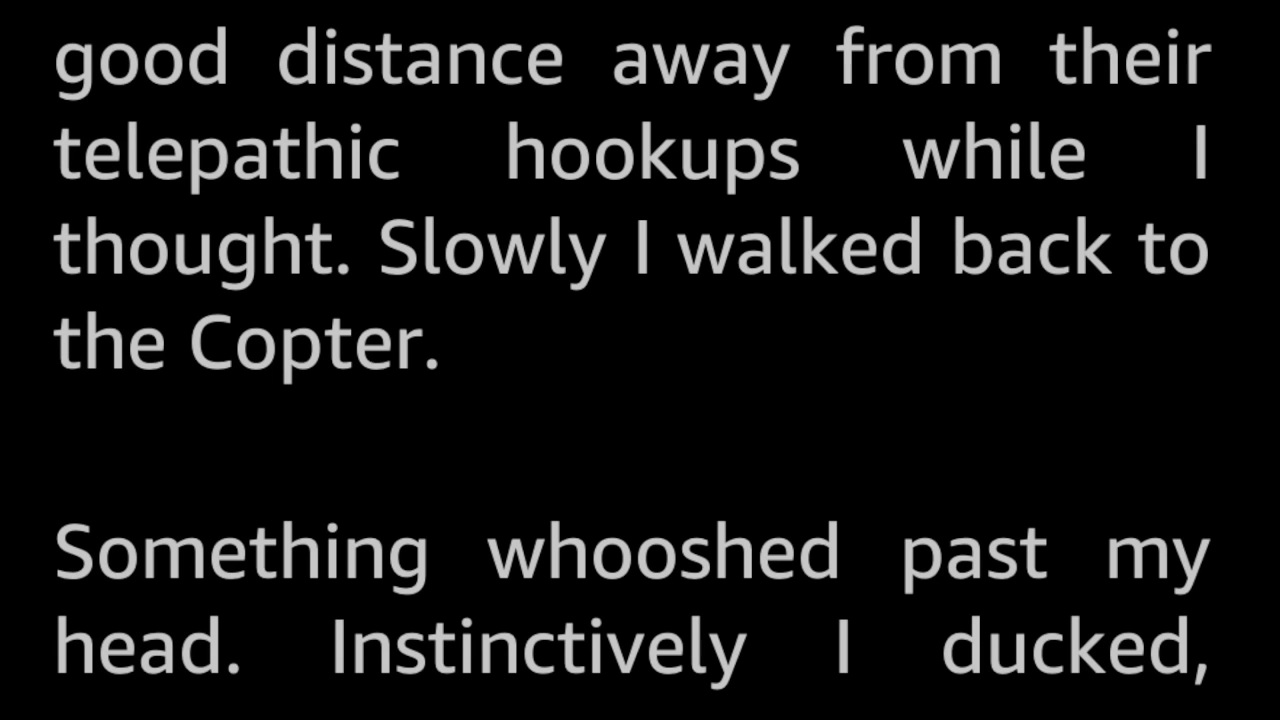 good distance away from their
telepathic hookups while I
thought. Slowly I walked back to
the Copter.
Something whooshed past my
head. Instinctively I ducked,